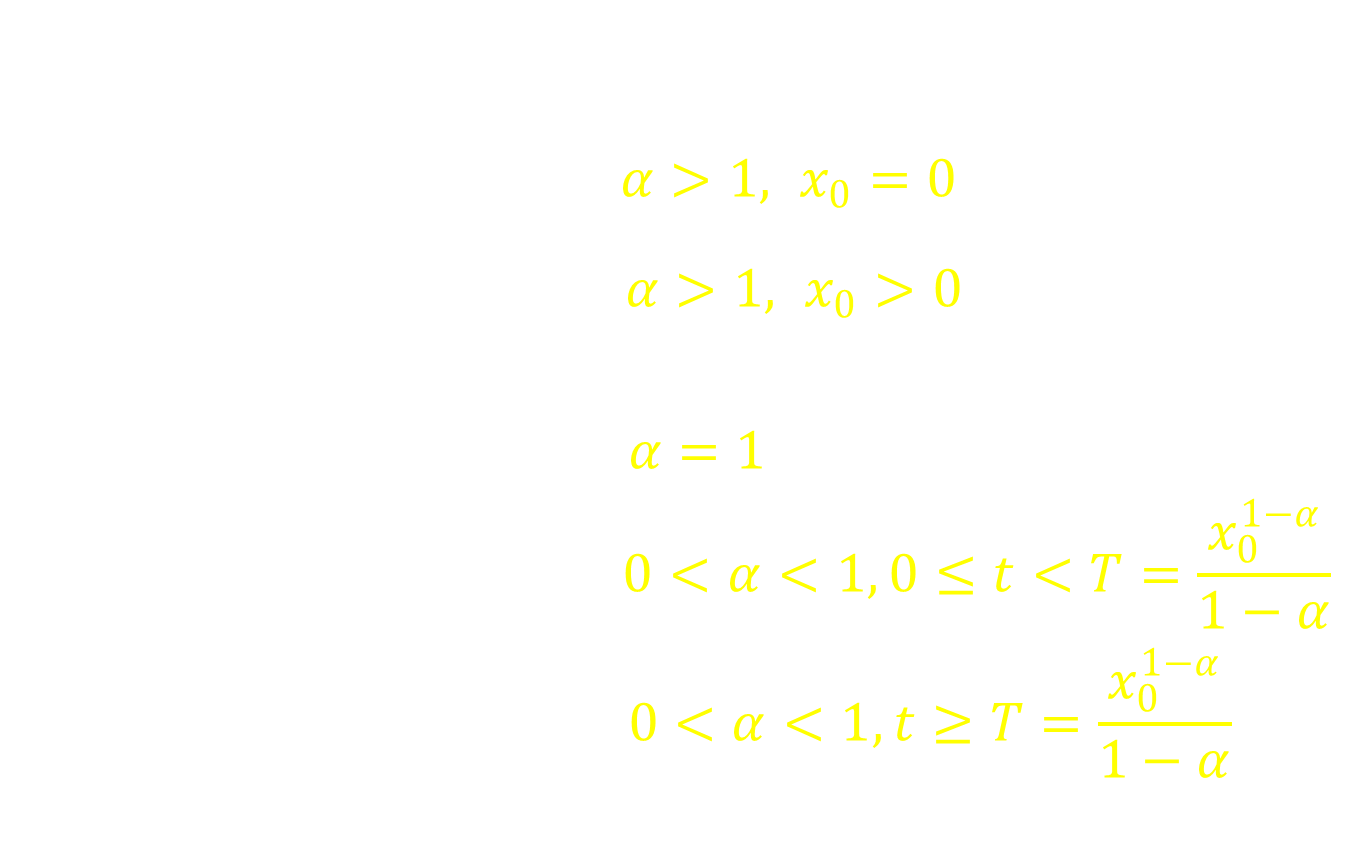 α > 1, x₀ = 0
α > 1, x₀ > 0
α = 1
0 < α < 1, 0 ≤ t < T = x₀^{1−α} / (1 − α)
0 < α < 1, t ≥ T = x₀^{1−α} / (1 − α)